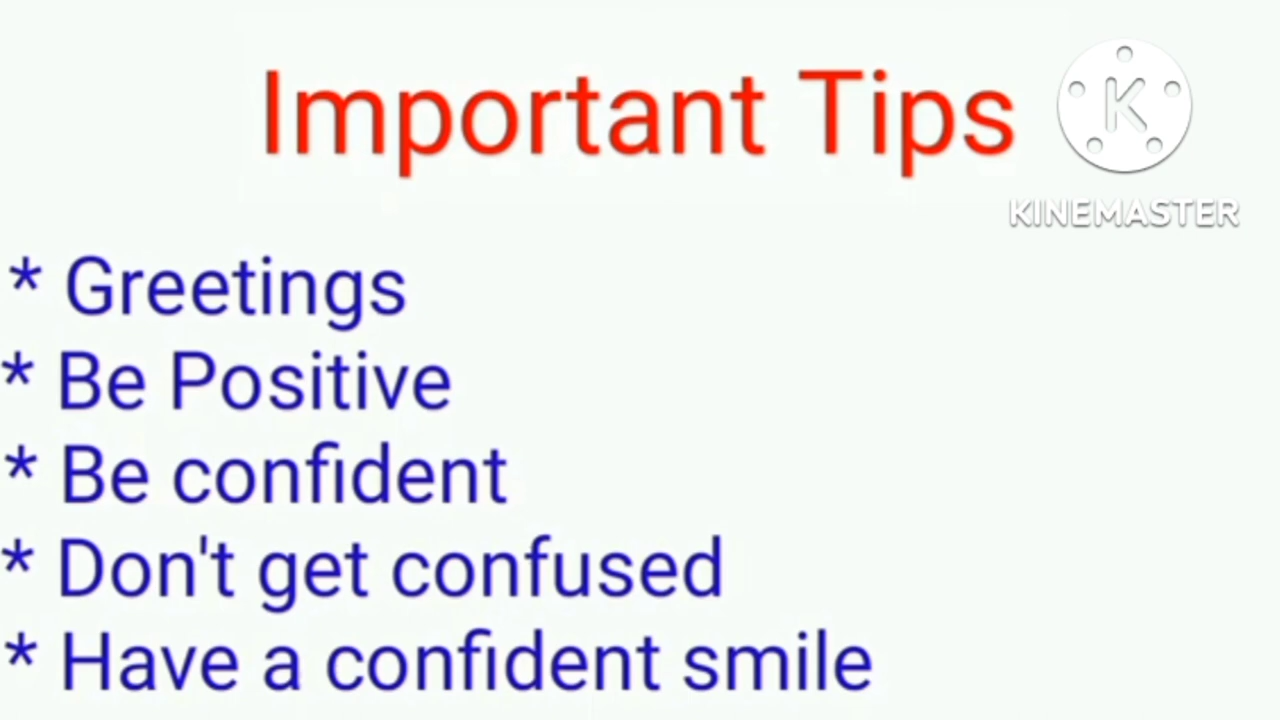 Important Tips
K
KINEMASTER
* Greetings
* Be Positive
* Be confident
* Don't get confused
* Have a confident smile